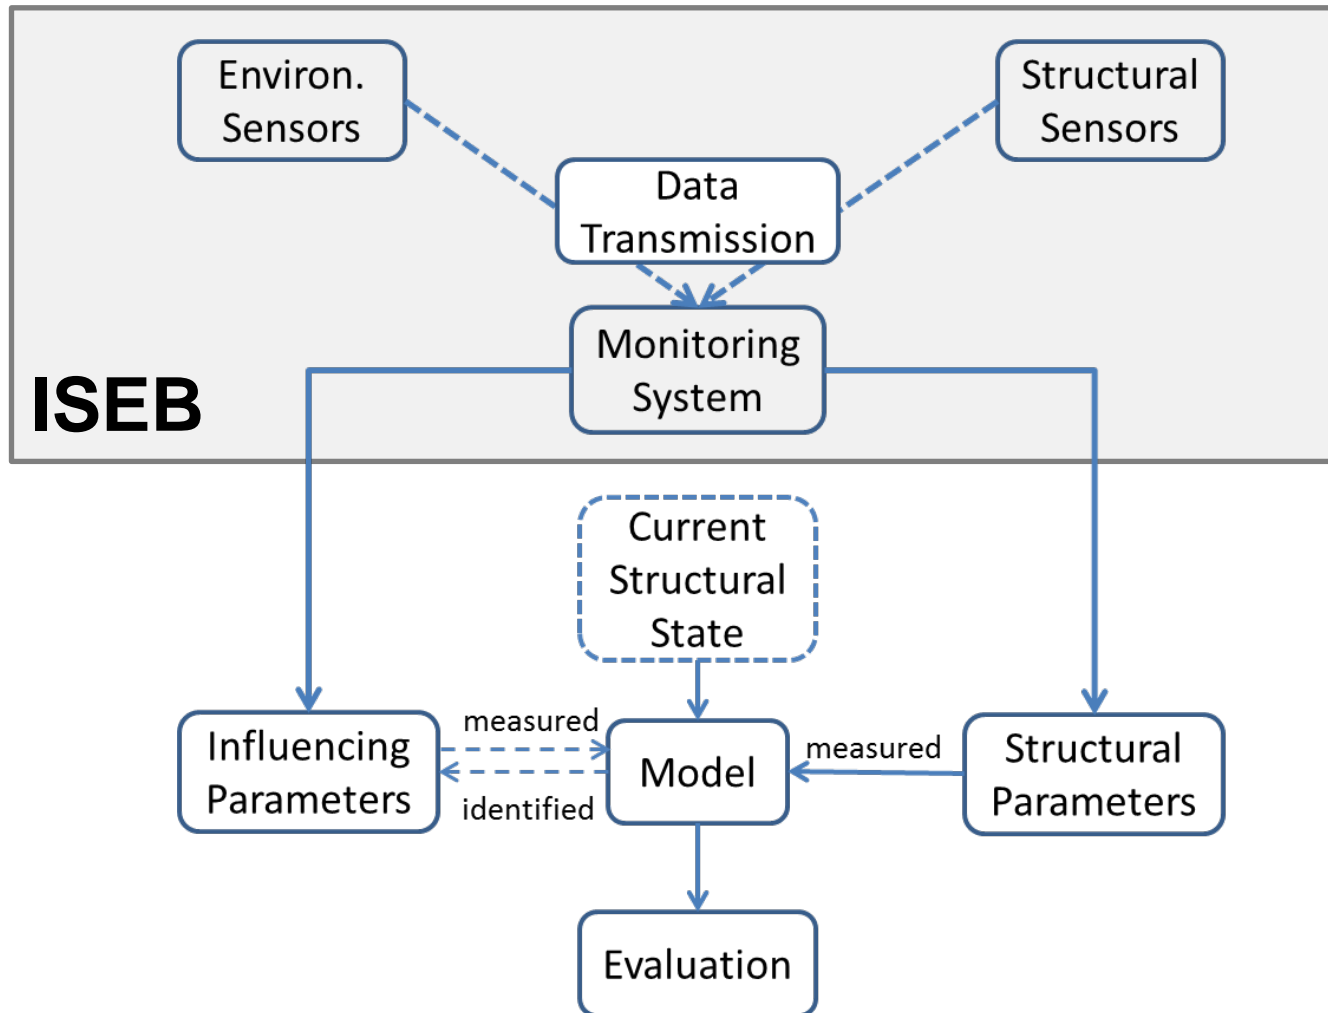 Environ.
Sensors
Structural
Sensors
Data
Transmission
Monitoring
System
ISEB
Current
Structural
State
Influencing
Parameters
measured
identified
Model
measured
Structural
Parameters
Evaluation